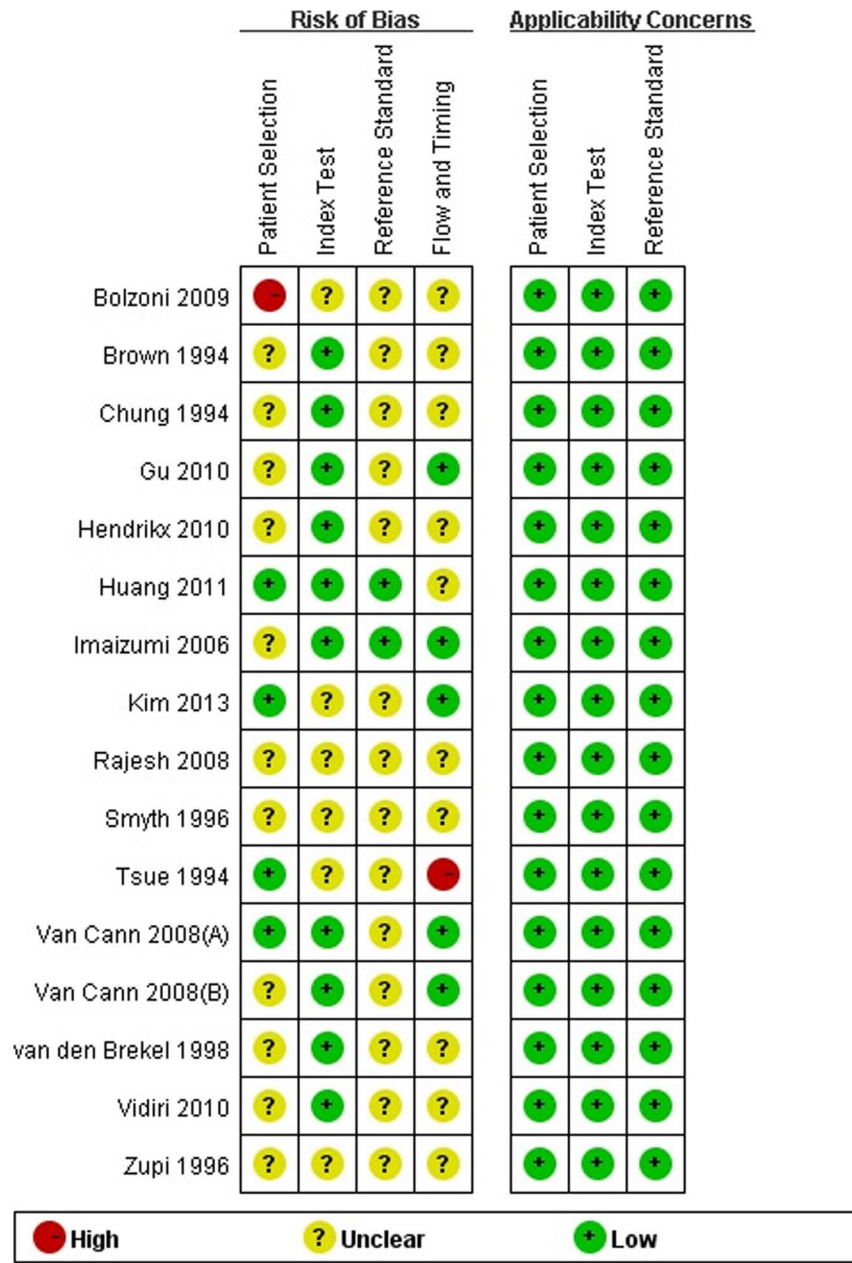 Risk of Bias Applicability Concerns
Patient Selection Index Test Reference Standard Flow and Timing Patient Selection Index Test Reference Standard
Bolzoni 2009 - ? ? ? + + +
Brown 1994 ? + ? ? + + +
Chung 1994 ? + ? ? + + +
Gu 2010 ? + ? + + + +
Hendrikx 2010 ? + ? ? + + +
Huang 2011 + + + ? + + +
Imaizumi 2006 ? + + + + + +
Kim 2013 + ? ? + + + +
Rajesh 2008 ? ? ? ? + + +
Smyth 1996 ? ? ? ? + + +
Tsue 1994 + ? ? - + + +
Van Cann 2008(A) + + ? + + + +
Van Cann 2008(B) ? + ? + + + +
van den Brekel 1998 ? + ? ? + + +
Vidiri 2010 ? + ? ? + + +
Zupi 1996 ? ? ? ? + + +
- High ? Unclear + Low